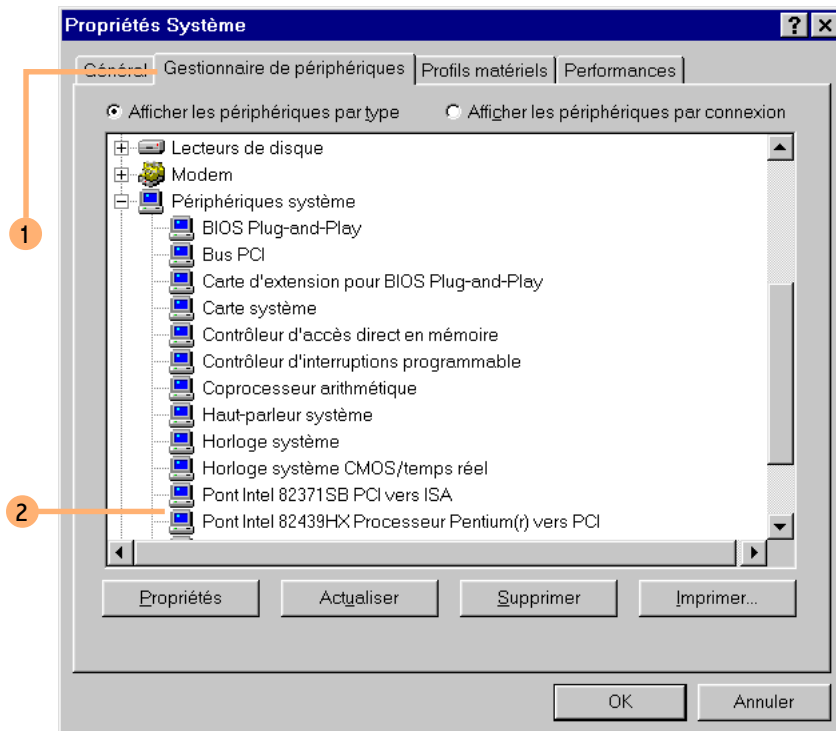 Propriétés Système
Général Gestionnaire de périphériques Profils matériels Performances
Afficher les périphériques par type Afficher les périphériques par connexion
Lecteurs de disque
Modem
Périphériques système
1
BIOS Plug-and-Play
Bus PCI
Carte d'extension pour BIOS Plug-and-Play
Carte système
Contrôleur d'accès direct en mémoire
Contrôleur d'interruptions programmable
Coprocesseur arithmétique
Haut-parleur système
Horloge système
Horloge système CMOS/temps réel
Pont Intel 82371SB PCI vers ISA
2
Pont Intel 82439HX Processeur Pentium(r) vers PCI
Propriétés Actualiser Supprimer Imprimer...
OK Annuler